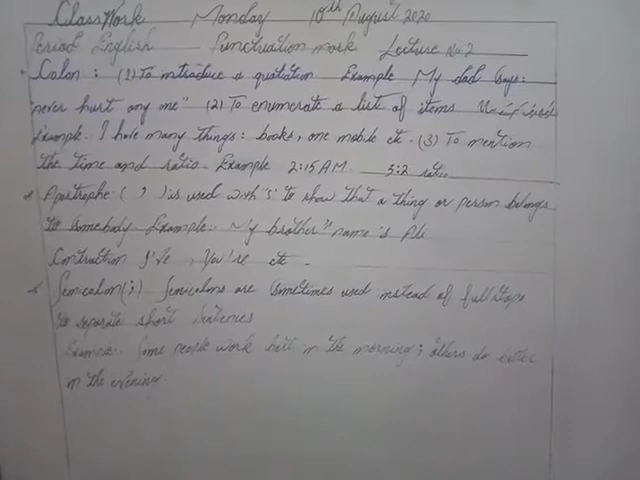 ClassWork Monday 10th August 2020
Period English Punctuation mark Lecture No. 2
Colon : (1) To introduce a quotation. Example My dad says:
"never hurt any one" (2) To enumerate a list of items
Example. I have many things: books, one mobile etc. (3) To mention
the time and ratio. Example 2:15 A.M. 3:2 ratio
Apostrophe ( ' ) is used with 's' to show that a thing or person belongs
to somebody. Example:- My brother's name is Ali
Contraction I've, You're etc -
Semicolon(;) Semicolons are sometimes used instead of full stops
to separate short sentences
Example. Some people work best in the morning; others do better
in the evening.